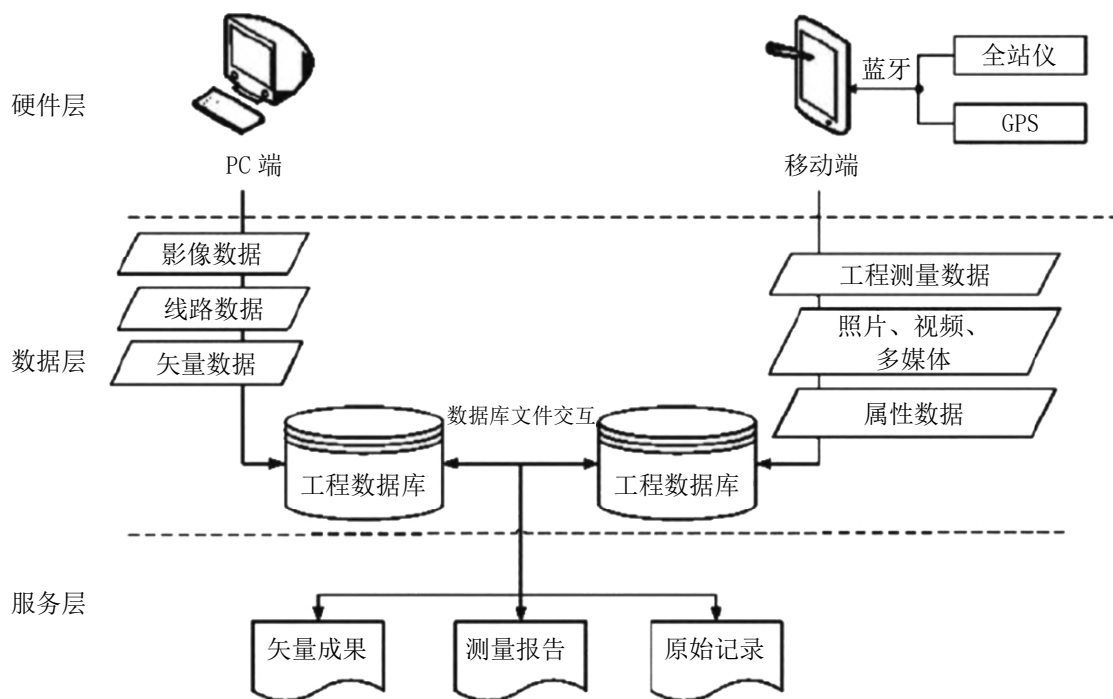 硬件层
PC 端
移动端
蓝牙
全站仪
GPS
数据层
影像数据
线路数据
矢量数据
工程测量数据
照片、视频、
多媒体
属性数据
数据库文件交互
工程数据库
工程数据库
服务层
矢量成果
测量报告
原始记录